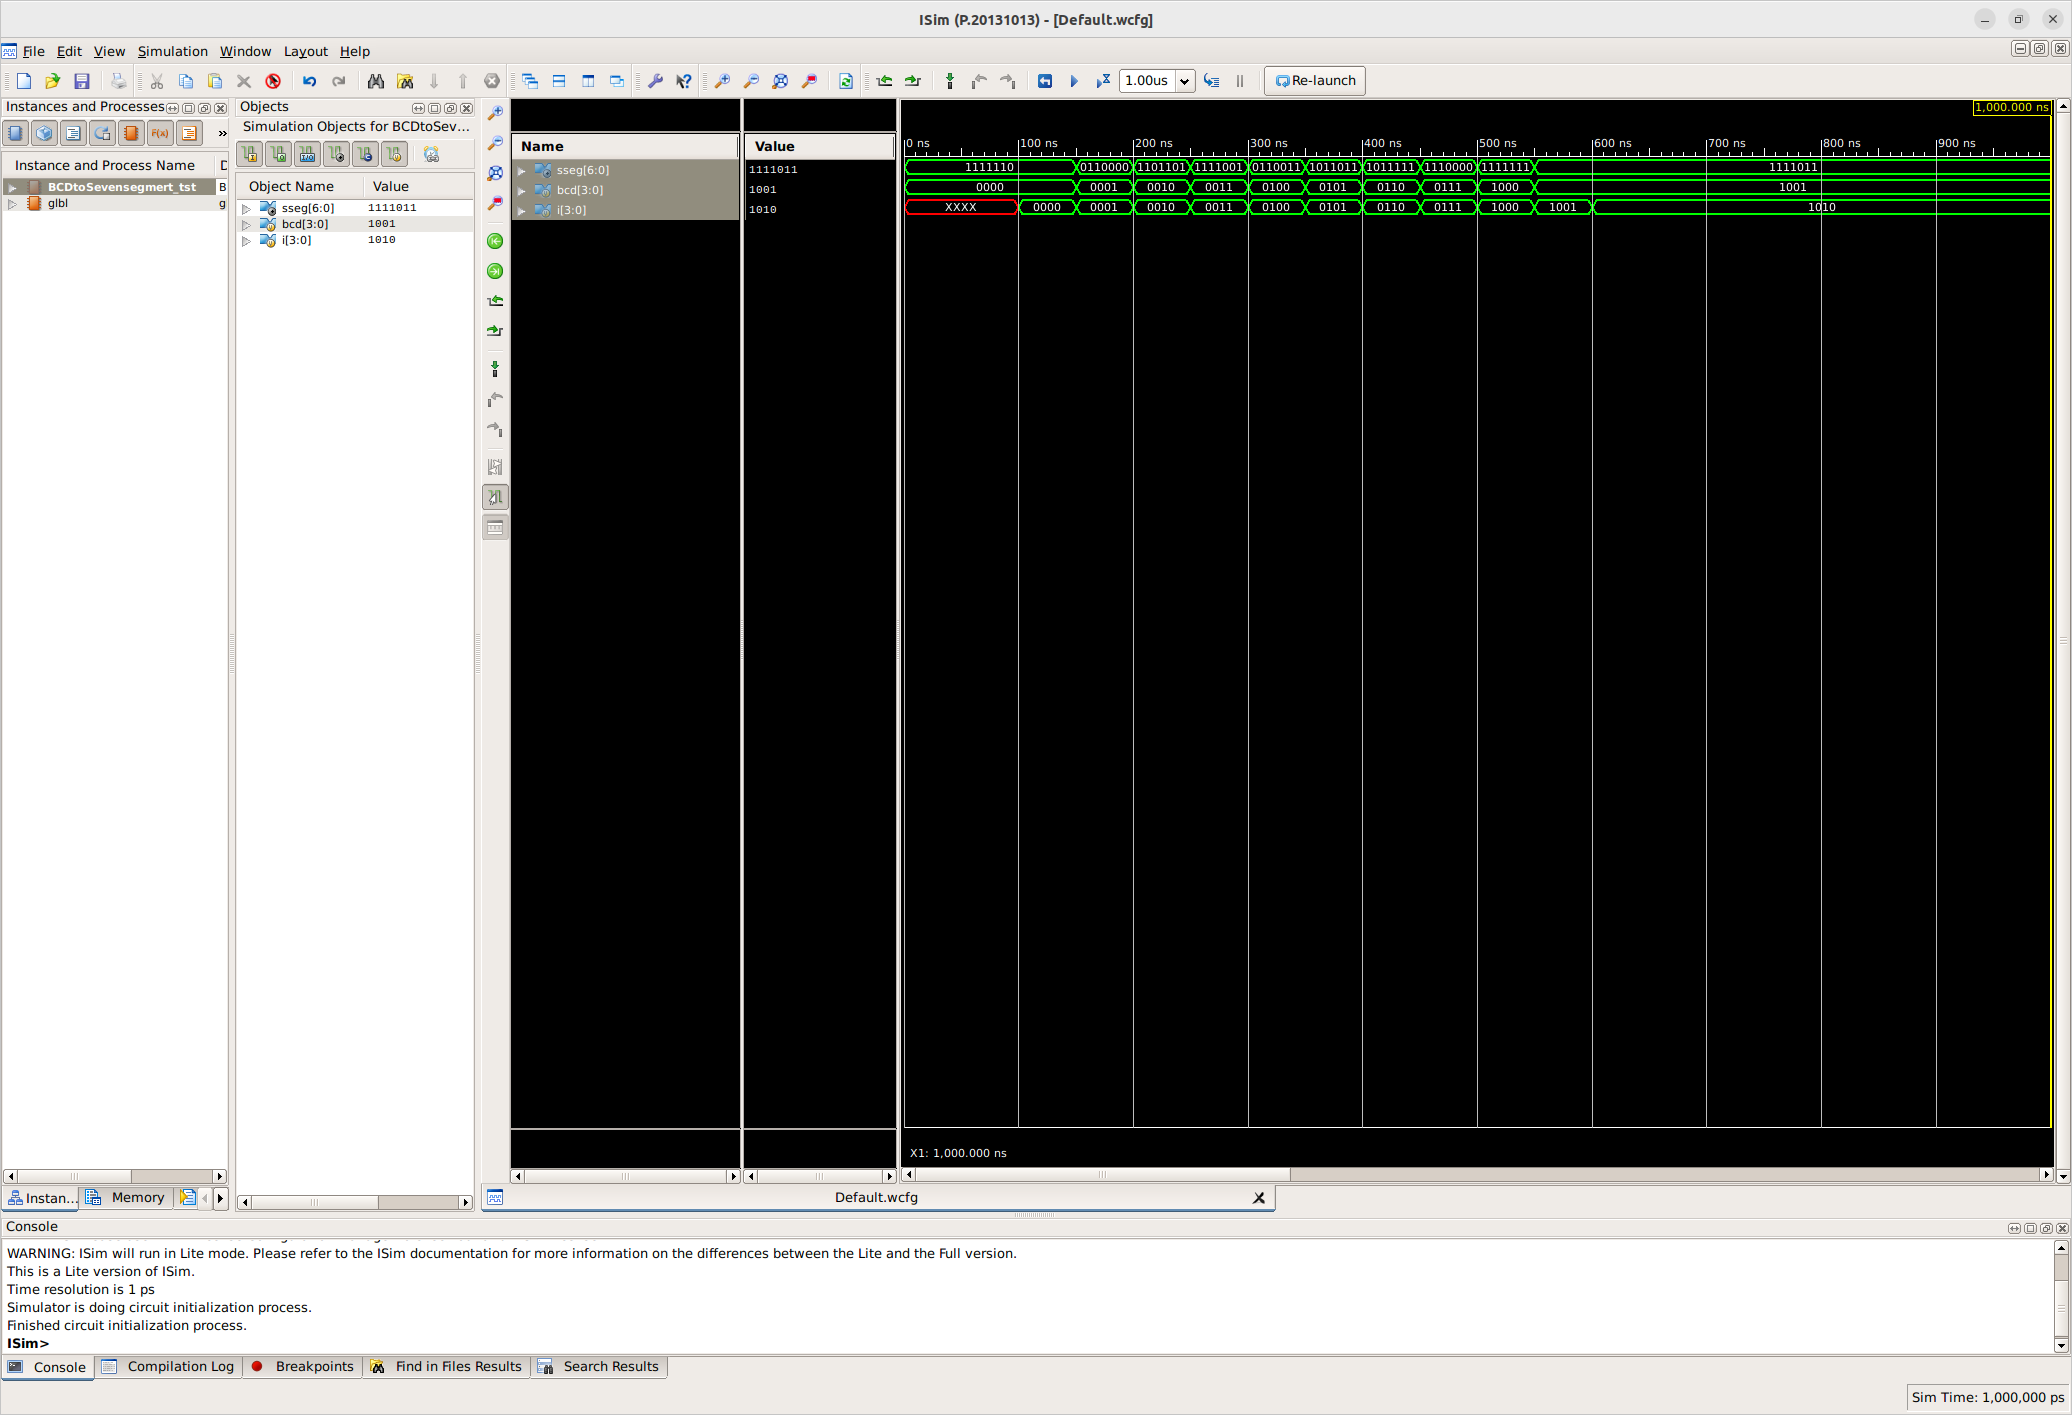 ISim (P.20131013) - [Default.wcfg]
File Edit View Simulation Window Layout Help
1.00us Re-launch
Instances and Processes
f(x)
»
Instance and Process Name D
BCDtoSevensegmert_tst B
glbl g
Instan... Memory
Objects
Simulation Objects for BCDtoSev...
Object Name Value
sseg[6:0] 1111011
bcd[3:0] 1001
i[3:0] 1010
Name Value
sseg[6:0] 1111011
bcd[3:0] 1001
i[3:0] 1010
1,000.000 ns
0 ns 100 ns 200 ns 300 ns 400 ns 500 ns 600 ns 700 ns 800 ns 900 ns
1111110 0110000 1101101 1111001 0110011 1011011 1011111 1110000 1111111 1111011
0000 0001 0010 0011 0100 0101 0110 0111 1000 1001
XXXX 0000 0001 0010 0011 0100 0101 0110 0111 1000 1001 1010
X1: 1,000.000 ns
Default.wcfg
Console
WARNING: ISim will run in Lite mode. Please refer to the ISim documentation for more information on the differences between the Lite and the Full version.
This is a Lite version of ISim.
Time resolution is 1 ps
Simulator is doing circuit initialization process.
Finished circuit initialization process.
ISim>
Console Compilation Log Breakpoints Find in Files Results Search Results
Sim Time: 1,000,000 ps